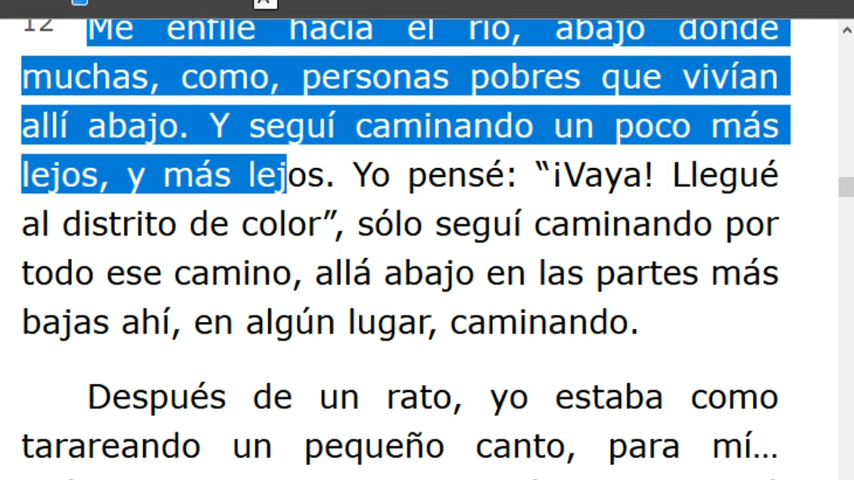 12 Me enfilé hacia el río, abajo donde
muchas, como, personas pobres que vivían
allí abajo. Y seguí caminando un poco más
lejos, y más lejos. Yo pensé: “¡Vaya! Llegué
al distrito de color”, sólo seguí caminando por
todo ese camino, allá abajo en las partes más
bajas ahí, en algún lugar, caminando.
Después de un rato, yo estaba como
tarareando un pequeño canto, para mí…